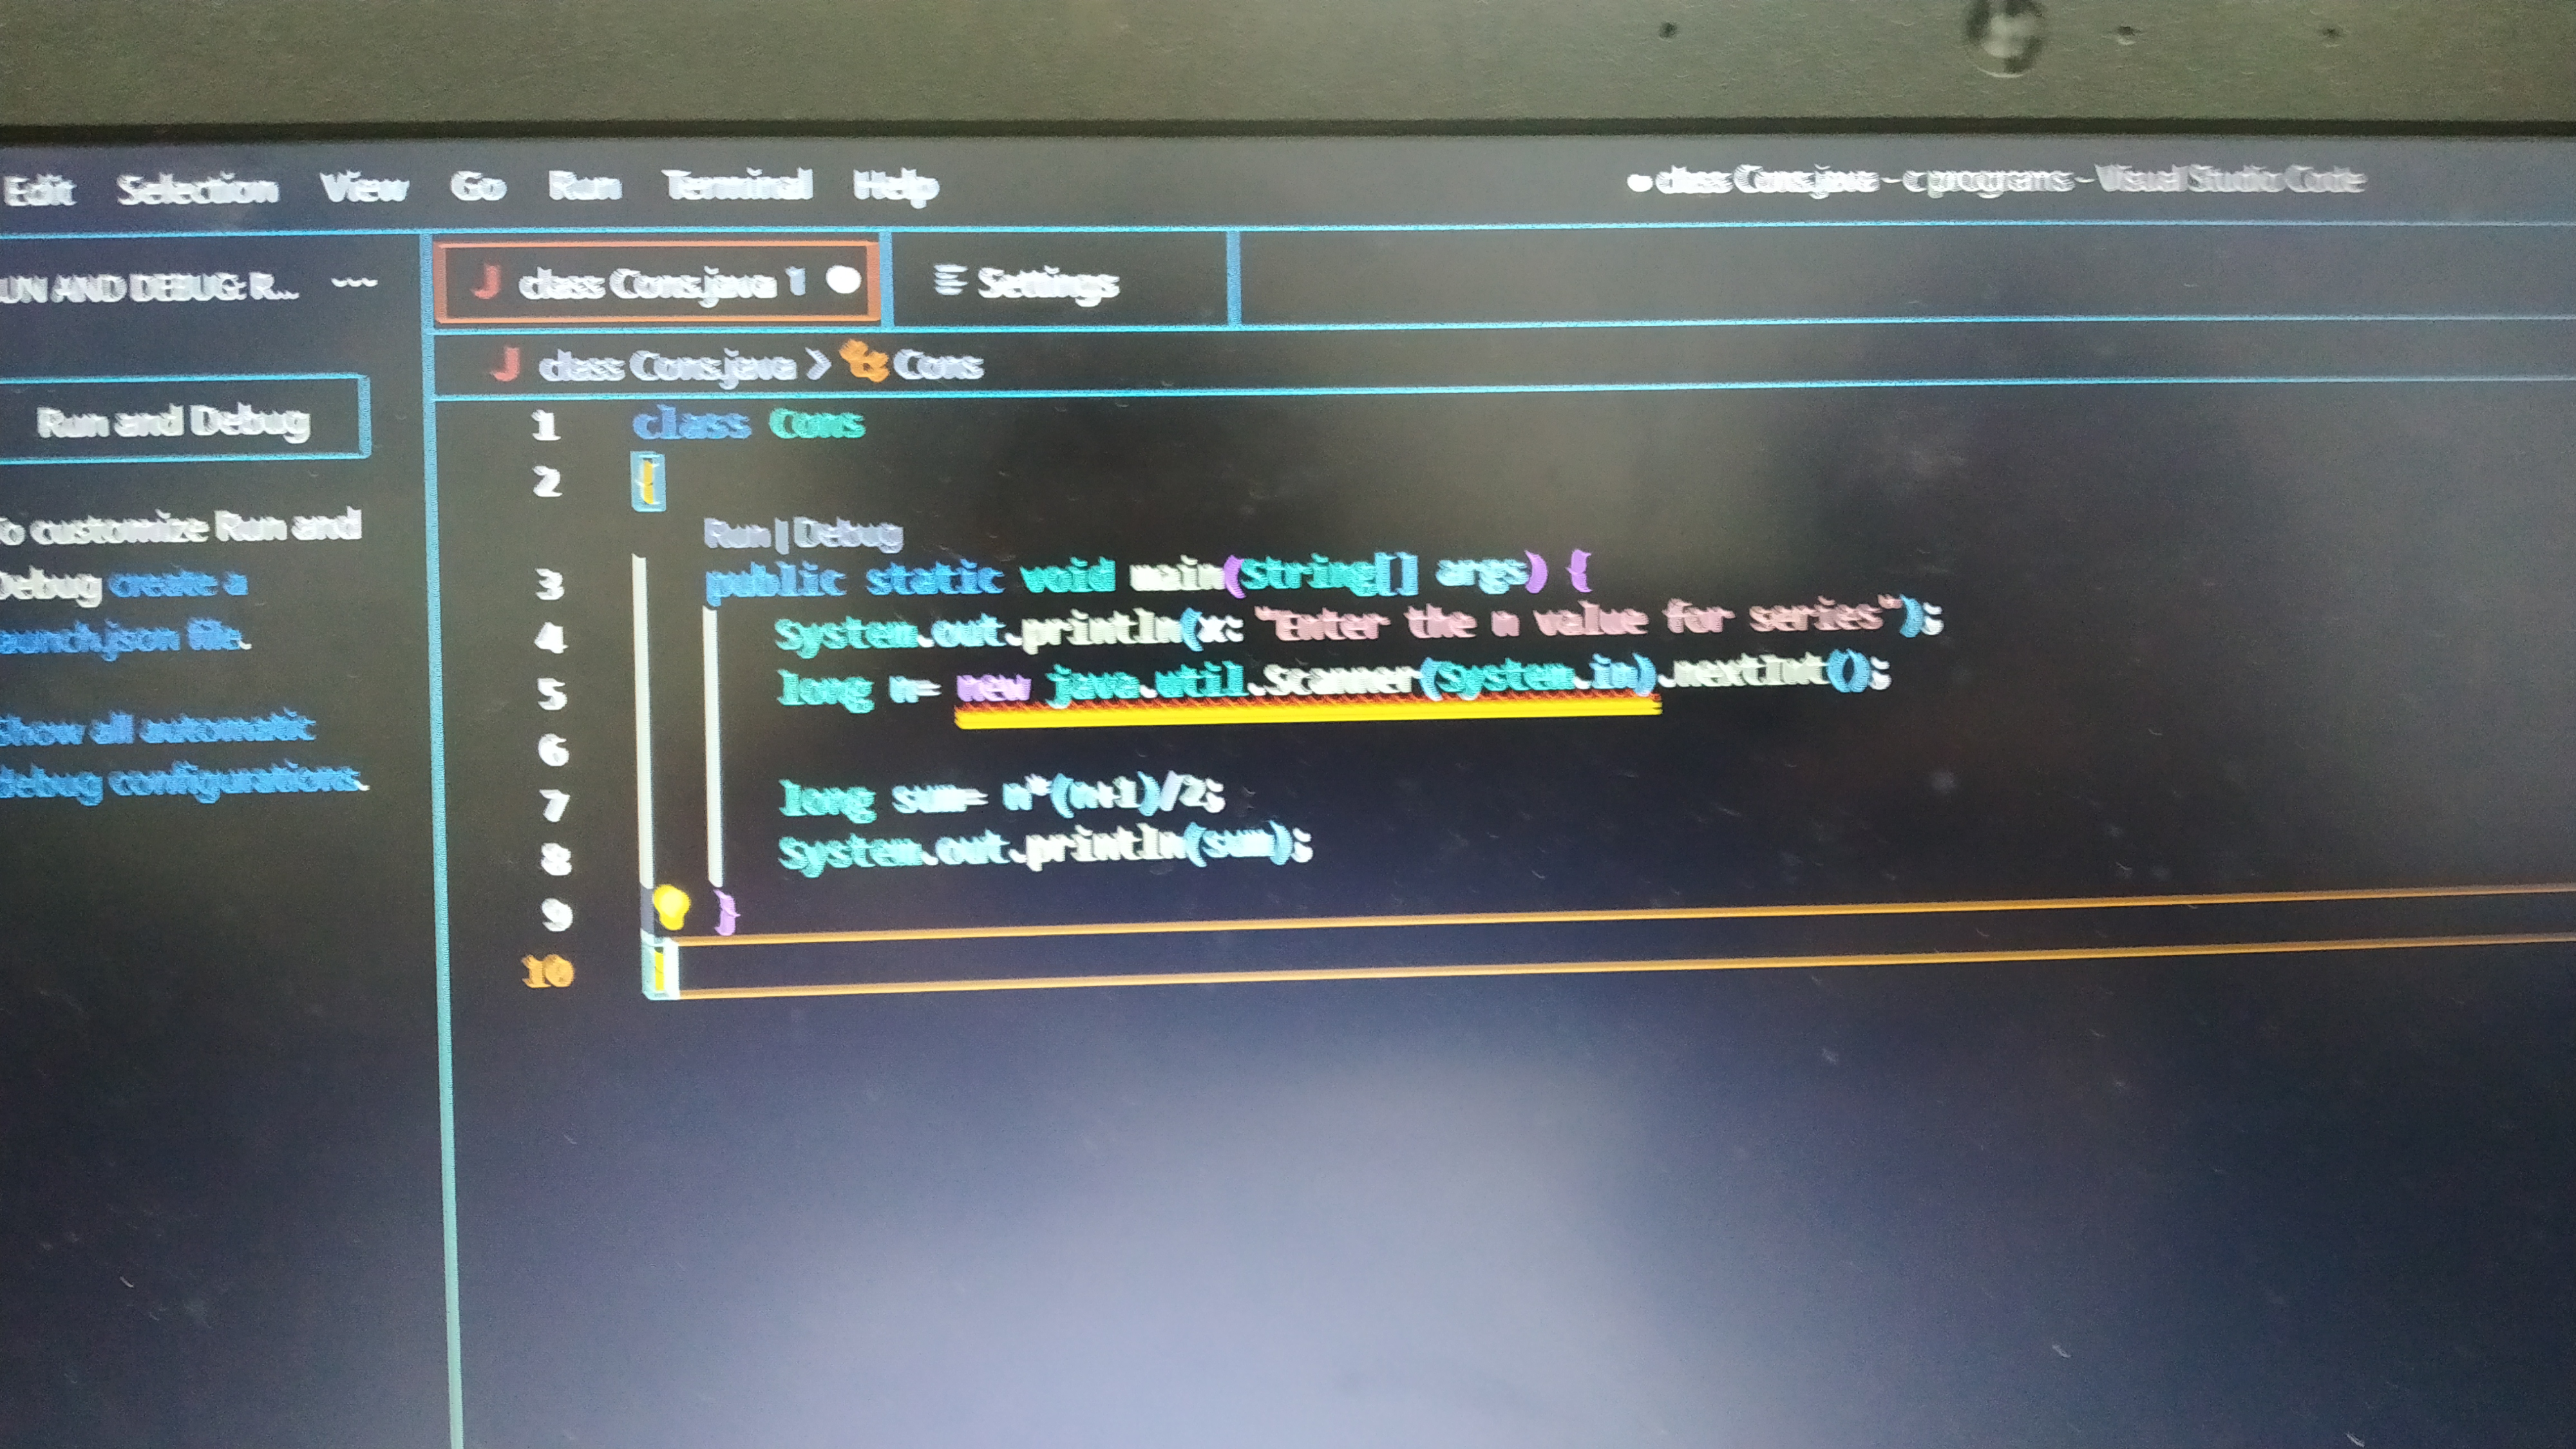 Edit Selection View Go Run Terminal Help
● class Cons.java - c programs - Visual Studio Code
UN AND DEBUG: R... ...
J class Cons.java 1 ●
Settings
J class Cons.java > Cons
Run and Debug
To customize Run and
Debug create a
launch.json file.
Show all automatic
debug configurations.
1 class Cons
2 {
Run | Debug
3 public static void main(String[] args) {
4 System.out.println(x: "Enter the n value for series");
5 long n= new java.util.Scanner(System.in).nextInt();
6
7 long sum= n*(n+1)/2;
8 System.out.println(sum);
9 }
10 }